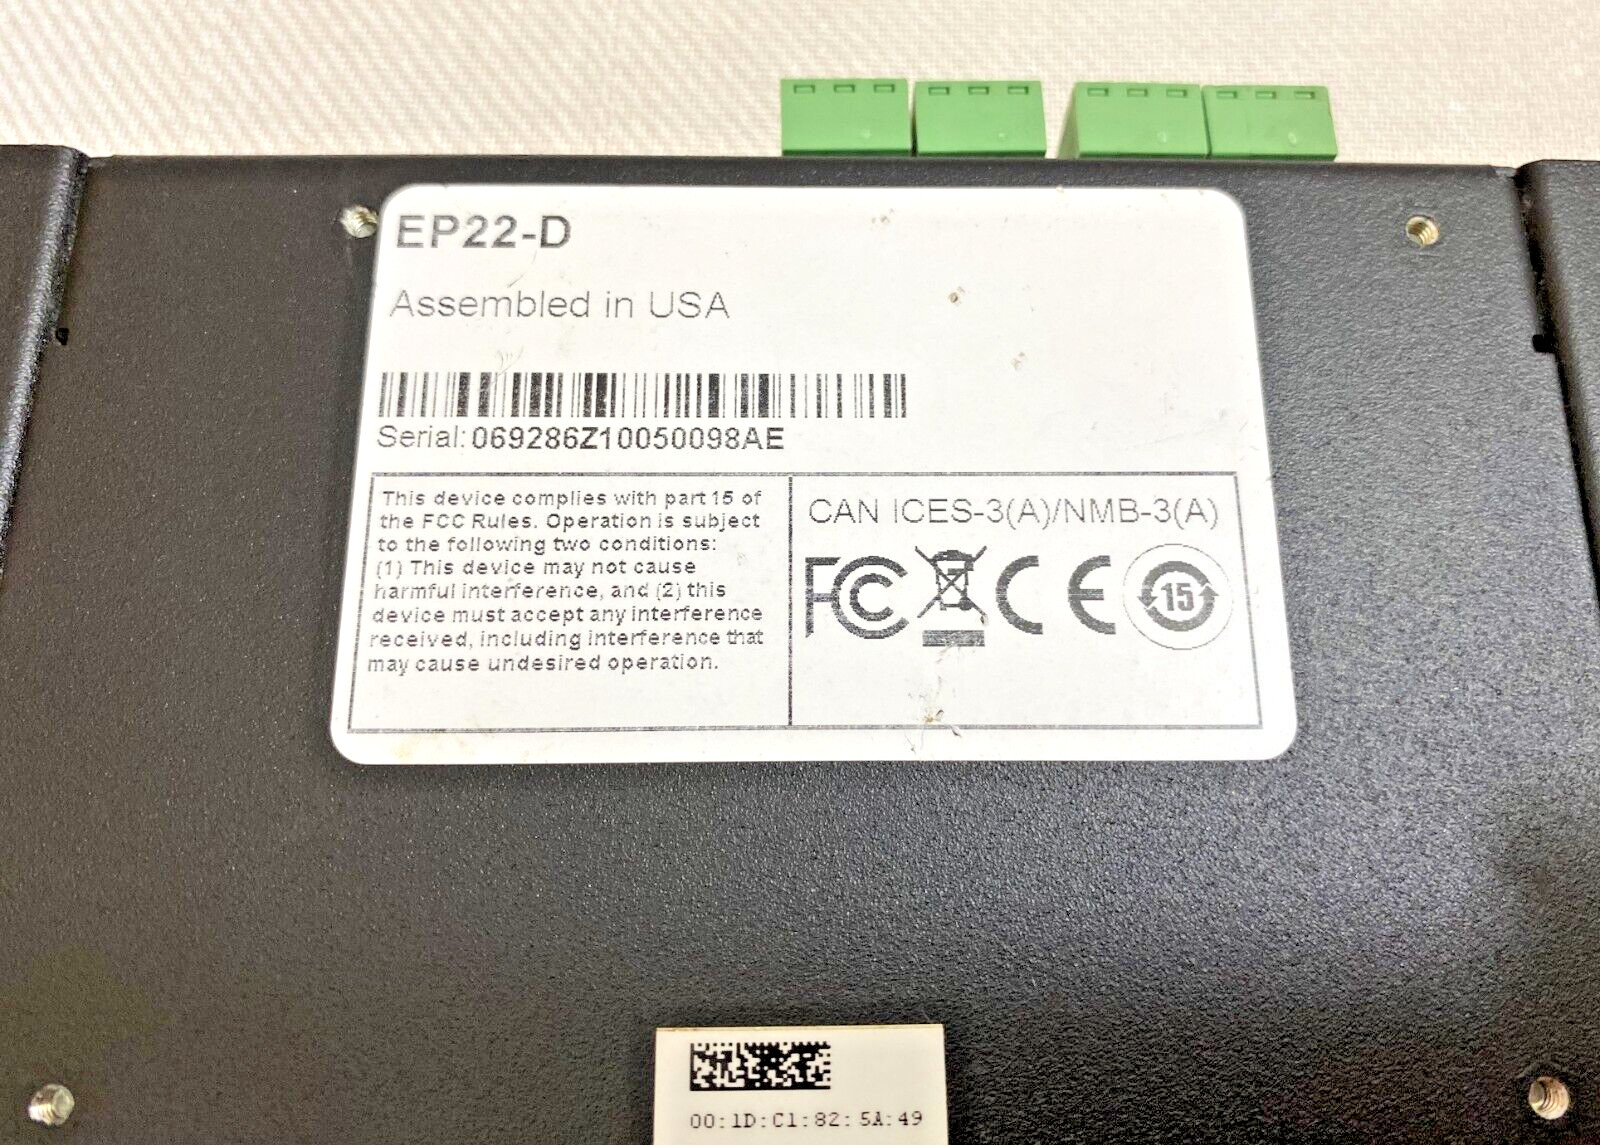 EP22-D
Assembled in USA
Serial: 069286Z10050098AE
This device complies with part 15 of
the FCC Rules. Operation is subject
to the following two conditions:
(1) This device may not cause
harmful interference, and (2) this
device must accept any interference
received, including interference that
may cause undesired operation.
CAN ICES-3(A)/NMB-3(A)
FC CE 15
00:1D:C1:82:5A:49